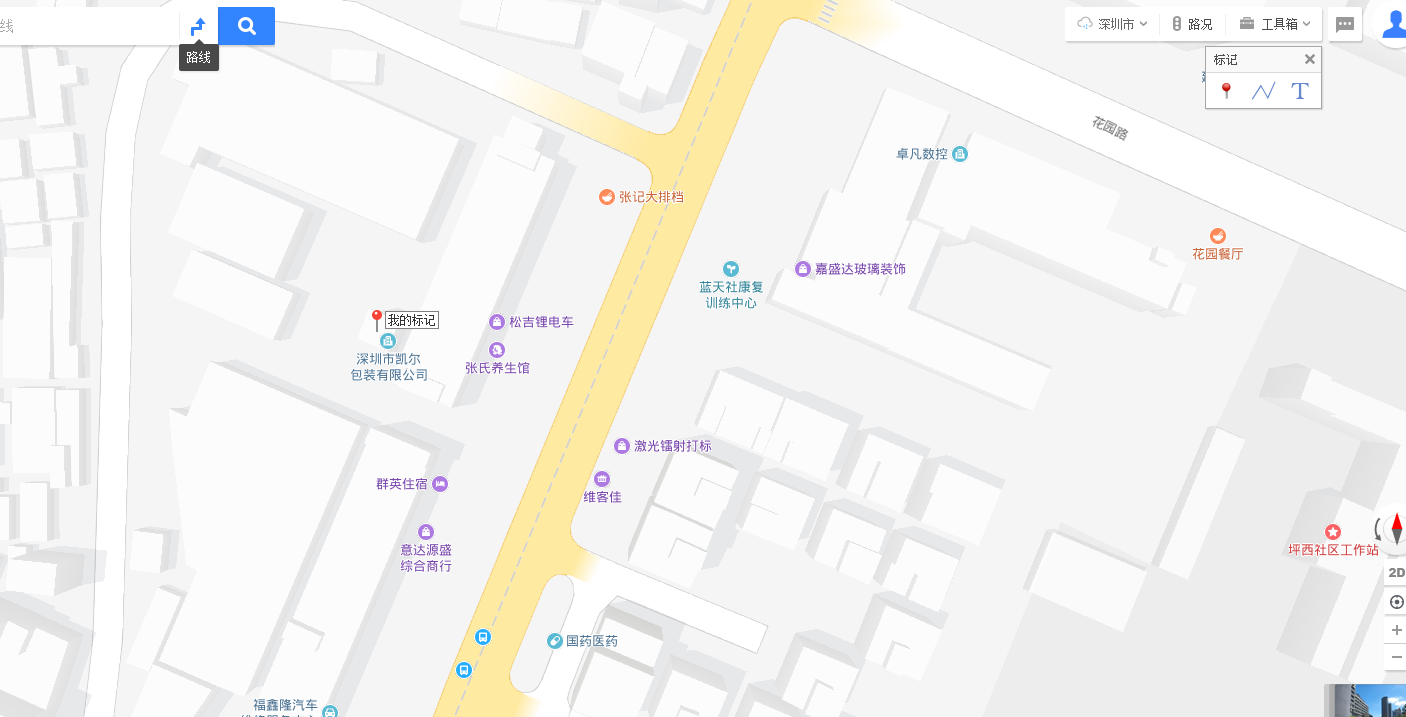 线
路线
深圳市
路况
工具箱
标记
T
花园路
卓凡数控
张记大排档
花园餐厅
蓝天社康复
训练中心
嘉盛达玻璃装饰
我的标记
深圳市凯尔
包装有限公司
松吉锂电车
张氏养生馆
激光镭射打标
维客佳
群英住宿
意达源盛
综合商行
坪西社区工作站
2D
国药医药
福鑫隆汽车